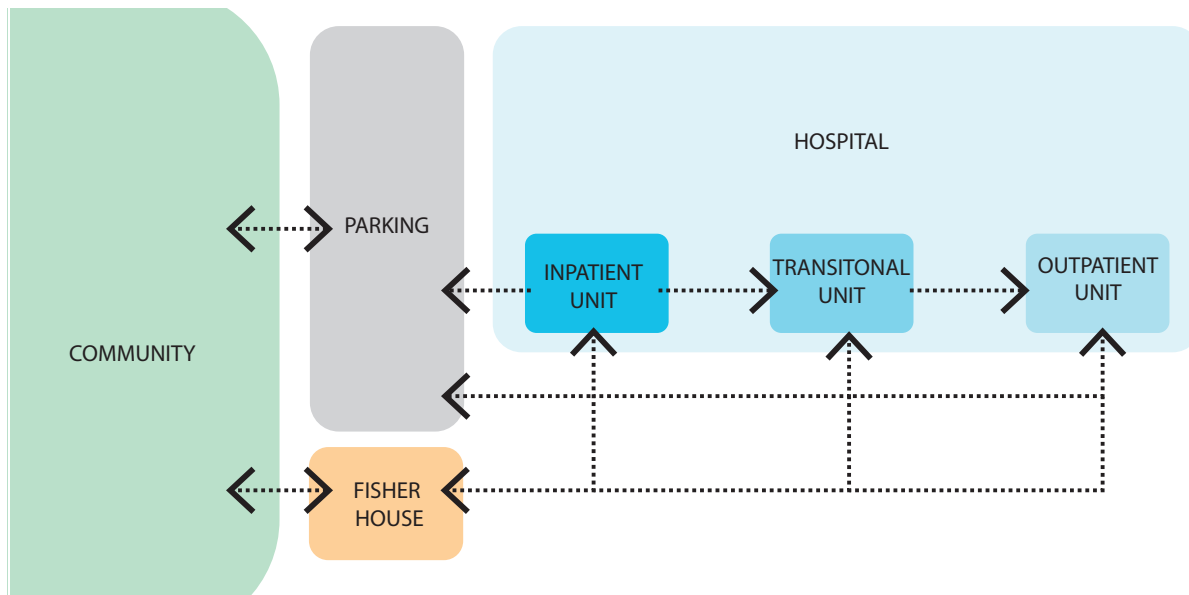 HOSPITAL
PARKING
INPATIENT
UNIT
TRANSITONAL
UNIT
OUTPATIENT
UNIT
COMMUNITY
FISHER
HOUSE